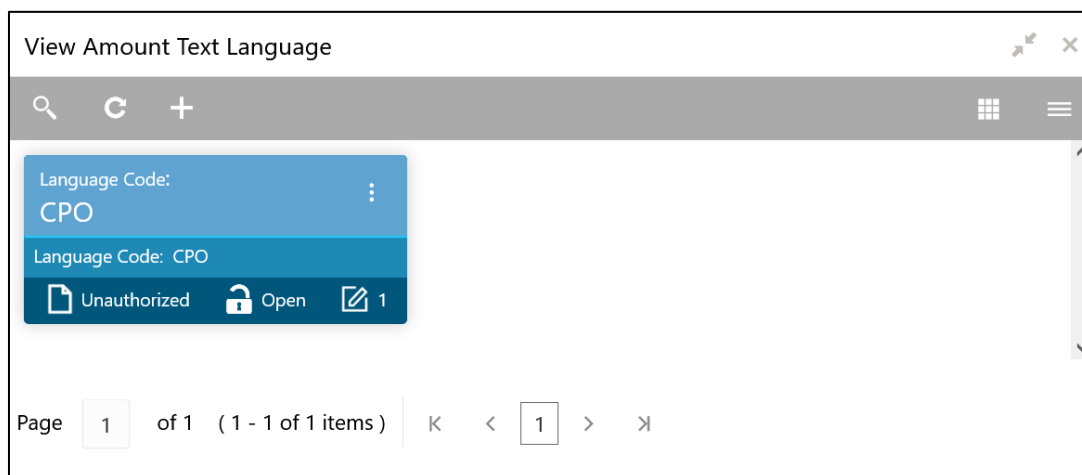 View Amount Text Language
Language Code:
CPO
Language Code: CPO
Unauthorized Open 1
Page 1 of 1 ( 1 - 1 of 1 items ) 1